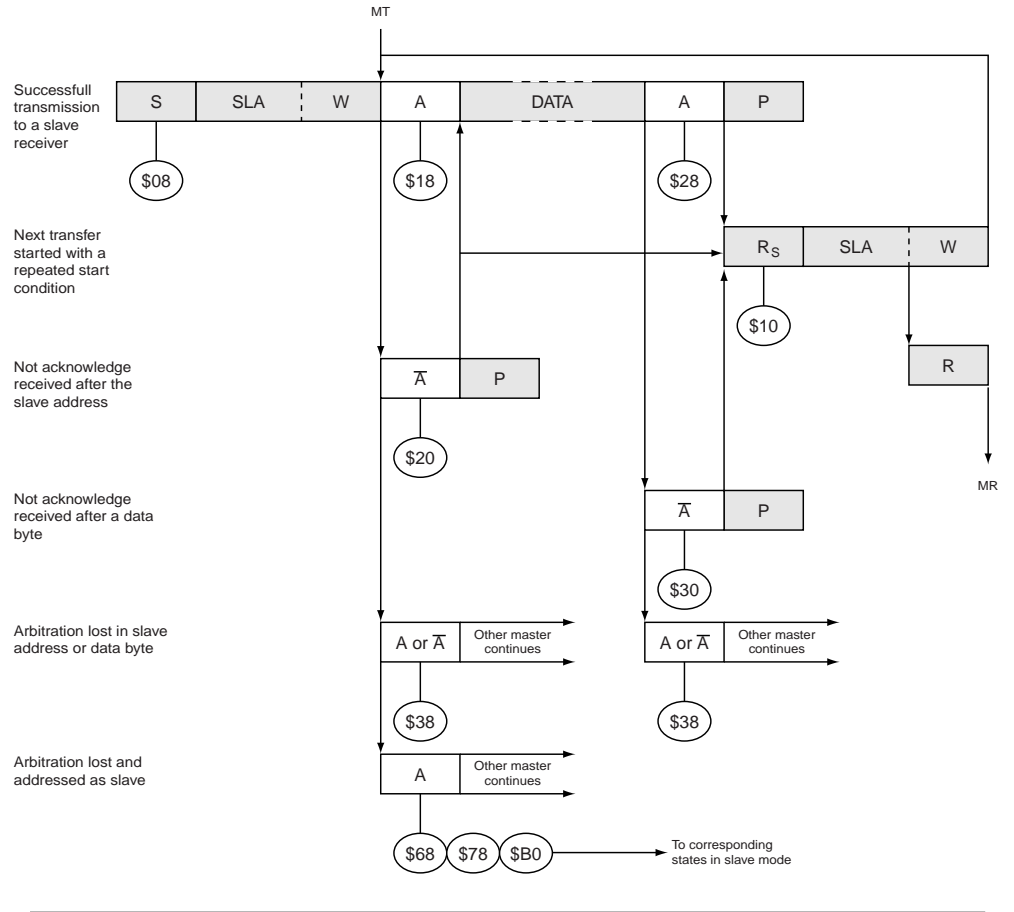 MT
Successfull
transmission
to a slave
receiver
S SLA W A DATA A P
$08 $18 $28
Next transfer
started with a
repeated start
condition
RS SLA W
$10
Not acknowledge
received after the
slave address
A̅ P
R
$20
MR
Not acknowledge
received after a data
byte
A̅ P
$30
Arbitration lost in slave
address or data byte
A or A̅ Other master
continues
A or A̅ Other master
continues
$38 $38
Arbitration lost and
addressed as slave
A Other master
continues
$68 $78 $B0
To corresponding
states in slave mode